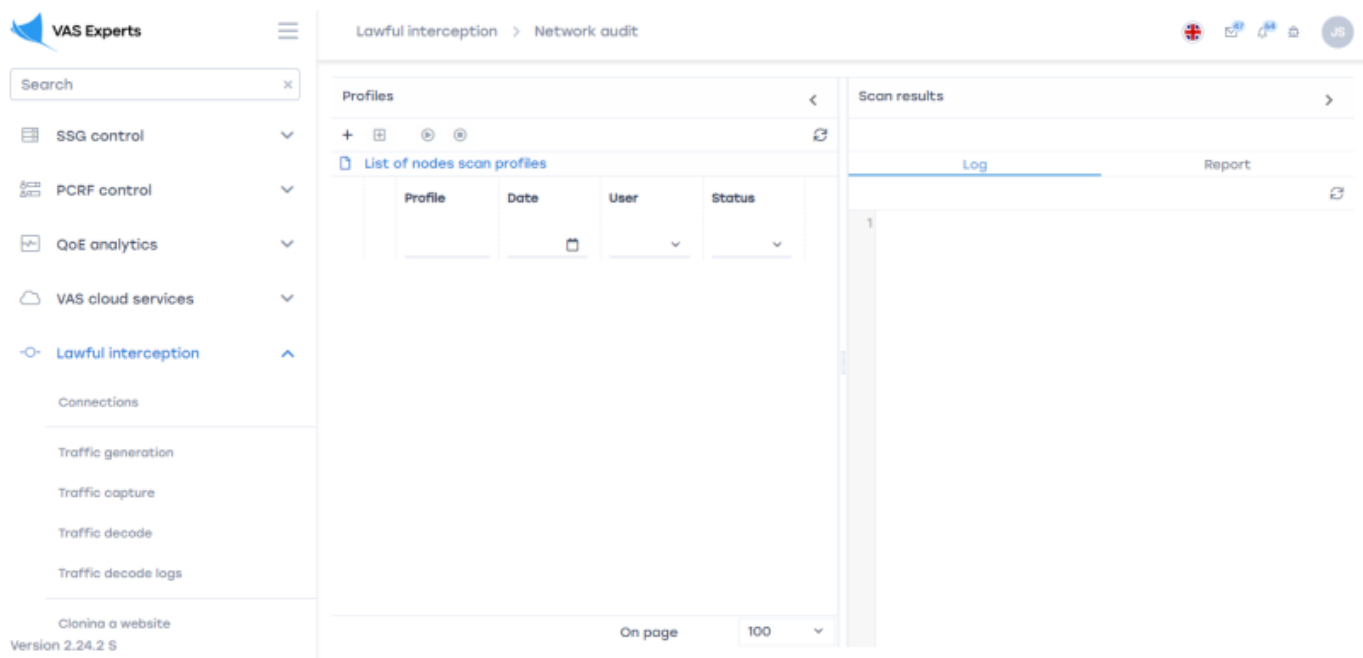 VAS Experts
Lawful interception > Network audit
47
64
JS
Search
SSG control
PCRF control
QoE analytics
VAS cloud services
Lawful interception
Connections
Traffic generation
Traffic capture
Traffic decode
Traffic decode logs
Cloning a website
Version 2.24.2 S
Profiles
List of nodes scan profiles
Profile Date User Status
On page 100
Scan results
Log Report
1